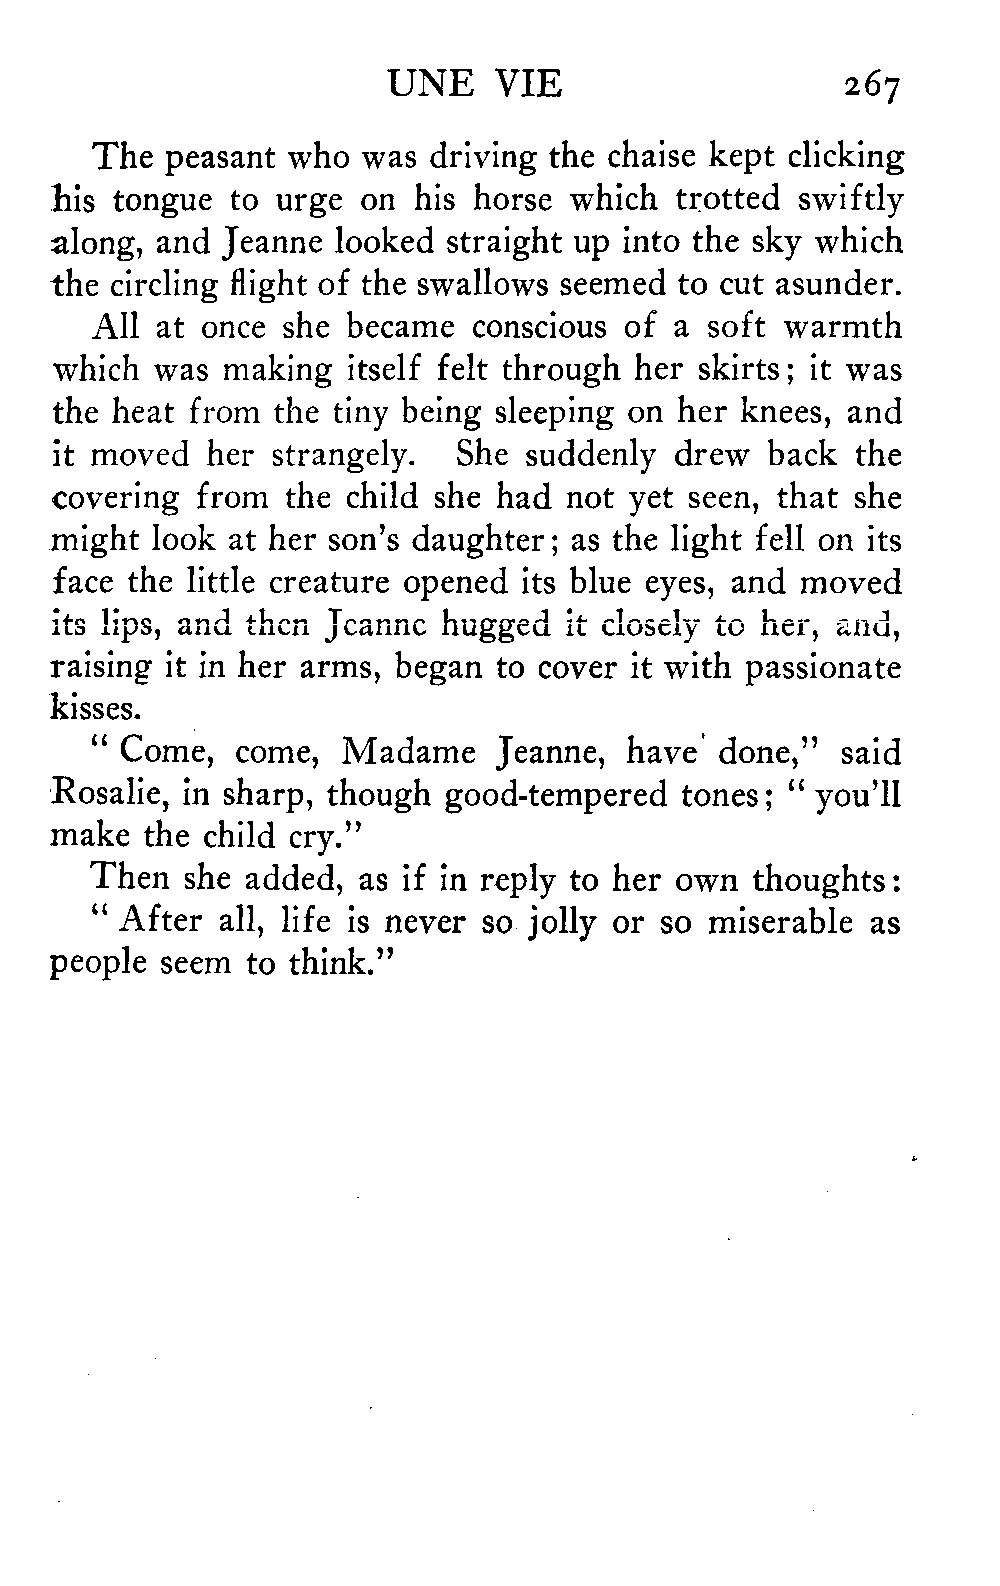 UNE VIE 267
The peasant who was driving the chaise kept clicking
his tongue to urge on his horse which trotted swiftly
along, and Jeanne looked straight up into the sky which
the circling flight of the swallows seemed to cut asunder.
All at once she became conscious of a soft warmth
which was making itself felt through her skirts; it was
the heat from the tiny being sleeping on her knees, and
it moved her strangely. She suddenly drew back the
covering from the child she had not yet seen, that she
might look at her son's daughter; as the light fell on its
face the little creature opened its blue eyes, and moved
its lips, and then Jeanne hugged it closely to her, and,
raising it in her arms, began to cover it with passionate
kisses.
" Come, come, Madame Jeanne, have done," said
Rosalie, in sharp, though good-tempered tones; " you'll
make the child cry."
Then she added, as if in reply to her own thoughts:
" After all, life is never so jolly or so miserable as
people seem to think."